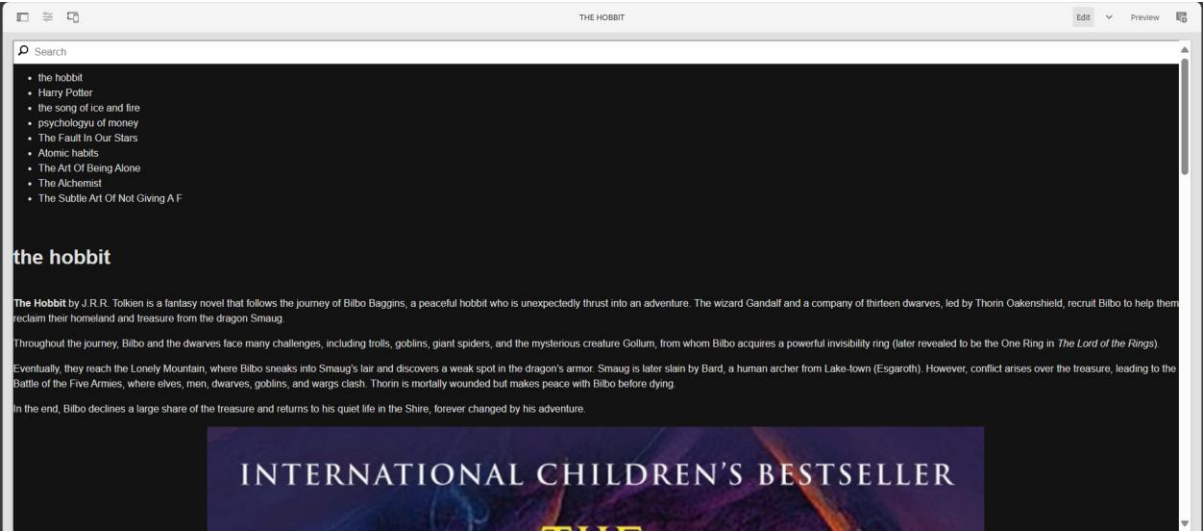 THE HOBBIT
Edit
Preview
Search
the hobbit
Harry Potter
the song of ice and fire
psychologyu of money
The Fault In Our Stars
Atomic habits
The Art Of Being Alone
The Alchemist
The Subtle Art Of Not Giving A F
the hobbit
The Hobbit by J.R.R. Tolkien is a fantasy novel that follows the journey of Bilbo Baggins, a peaceful hobbit who is unexpectedly thrust into an adventure. The wizard Gandalf and a company of thirteen dwarves, led by Thorin Oakenshield, recruit Bilbo to help them
reclaim their homeland and treasure from the dragon Smaug.
Throughout the journey, Bilbo and the dwarves face many challenges, including trolls, goblins, giant spiders, and the mysterious creature Gollum, from whom Bilbo acquires a powerful invisibility ring (later revealed to be the One Ring in The Lord of the Rings).
Eventually, they reach the Lonely Mountain, where Bilbo sneaks into Smaug's lair and discovers a weak spot in the dragon's armor. Smaug is later slain by Bard, a human archer from Lake-town (Esgaroth). However, conflict arises over the treasure, leading to the
Battle of the Five Armies, where elves, men, dwarves, goblins, and wargs clash. Thorin is mortally wounded but makes peace with Bilbo before dying.
In the end, Bilbo declines a large share of the treasure and returns to his quiet life in the Shire, forever changed by his adventure.
INTERNATIONAL CHILDREN'S BESTSELLER
THE